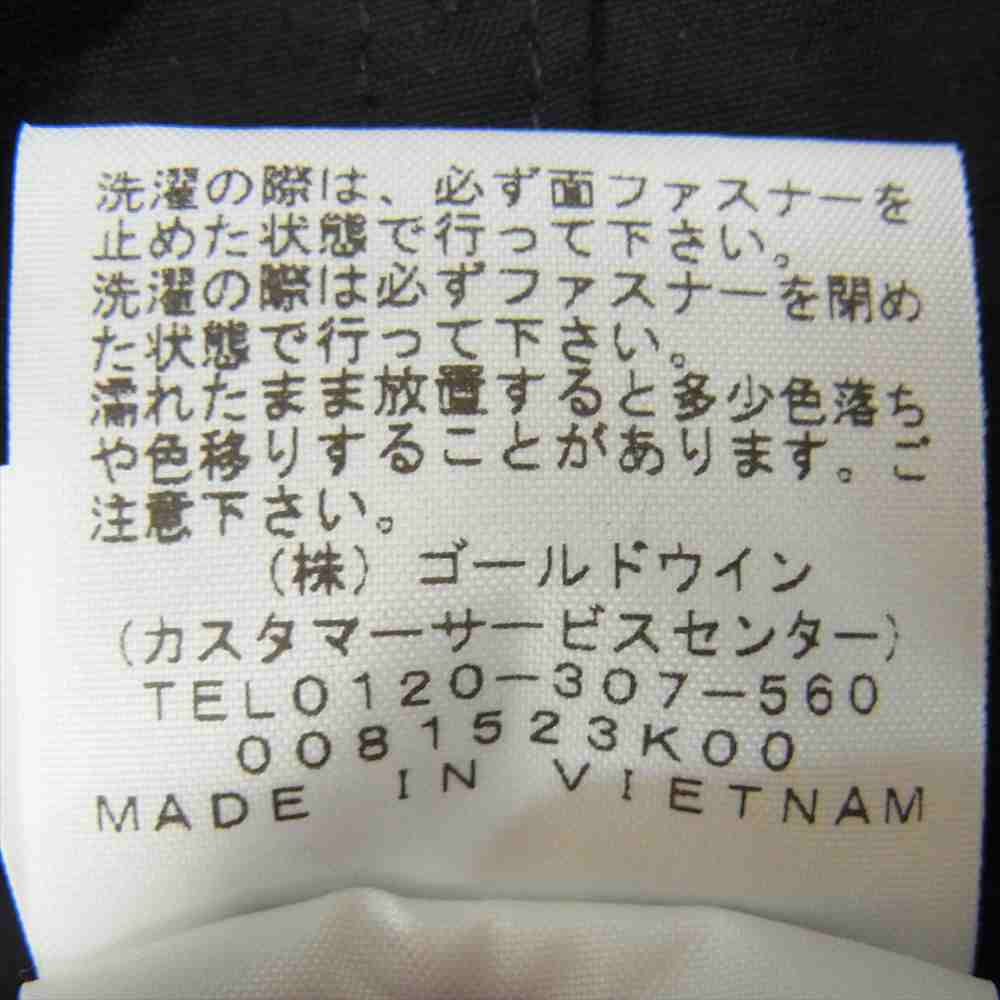 洗濯の際は、必ず面ファスナーを
止めた状態で行って下さい。
洗濯の際は必ずファスナーを閉め
た状態で行って下さい。
濡れたまま放置すると多少色落ち
や色移りすることがあります。ご
注意下さい。
(株)ゴールドウイン
(カスタマーサービスセンター)
TEL0120-307-560
0081523K00
MADE IN VIETNAM